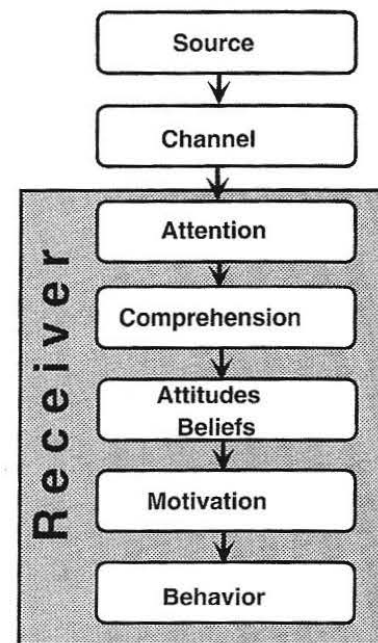 Source
Channel
Receiver
Attention
Comprehension
Attitudes
Beliefs
Motivation
Behavior